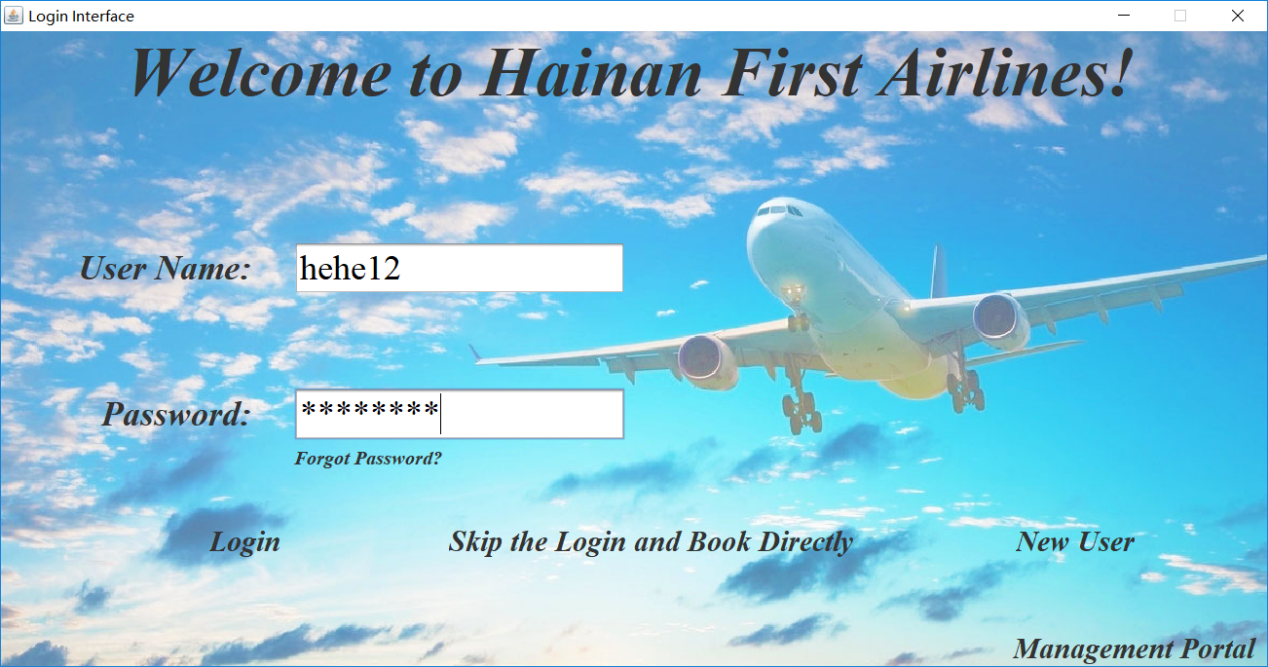 Login Interface
Welcome to Hainan First Airlines!
User Name: hehe12
Password: ********
Forgot Password?
Login Skip the Login and Book Directly New User
Management Portal